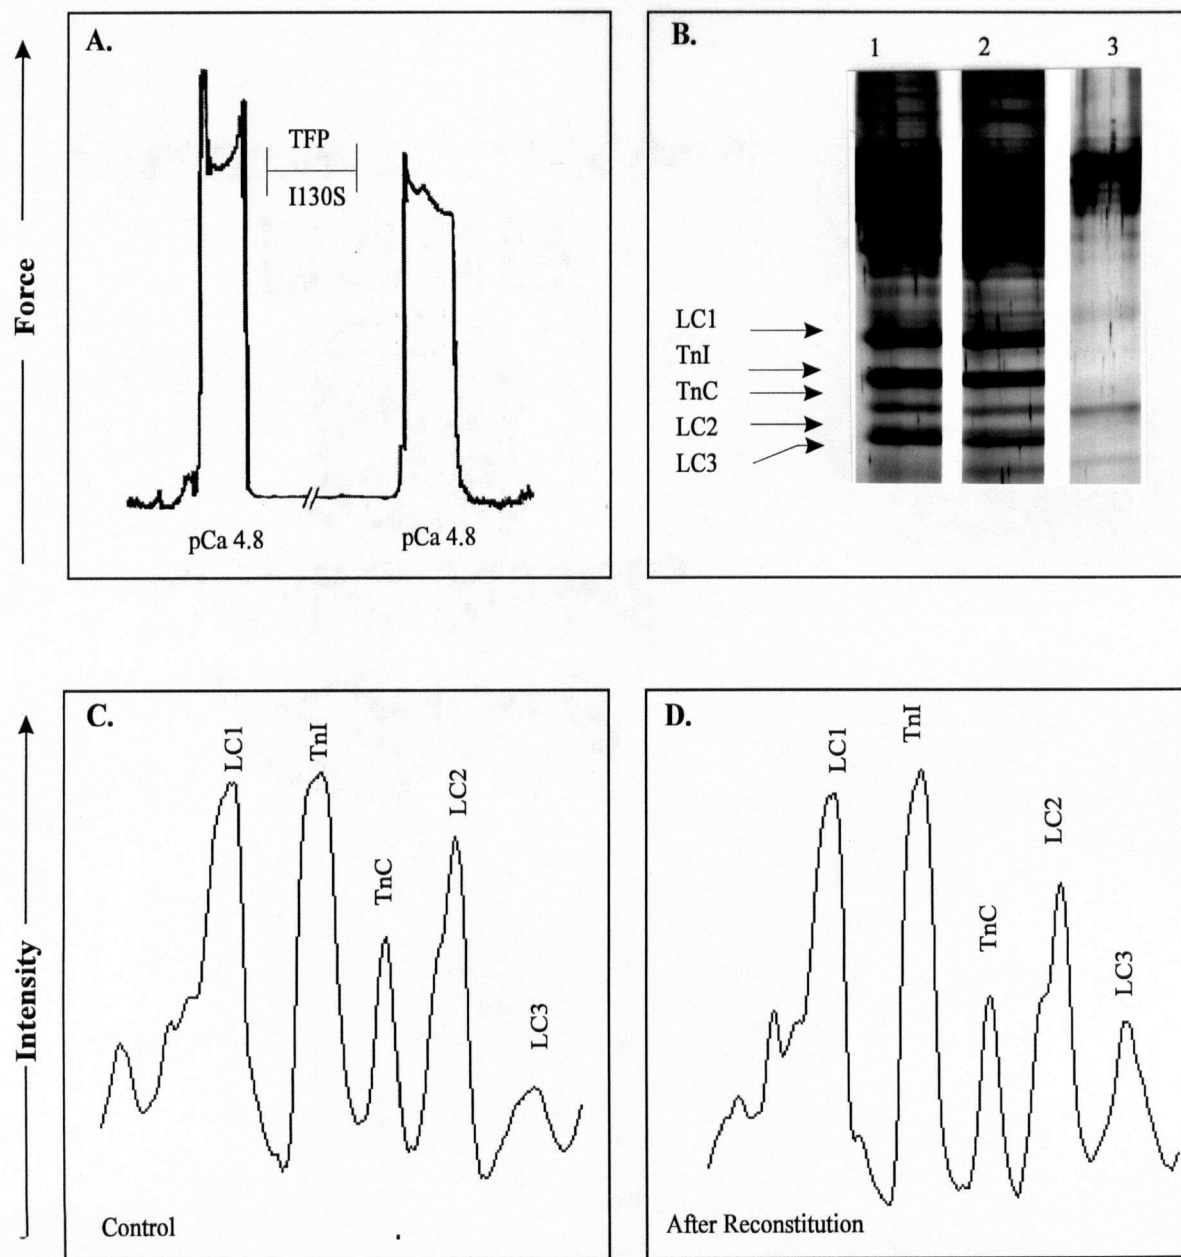 A.
Force
TFP
I130S
pCa 4.8
pCa 4.8
B.
1 2 3
LC1
TnI
TnC
LC2
LC3
C.
Intensity
LC1
TnI
TnC
LC2
LC3
Control
D.
LC1
TnI
TnC
LC2
LC3
After Reconstitution